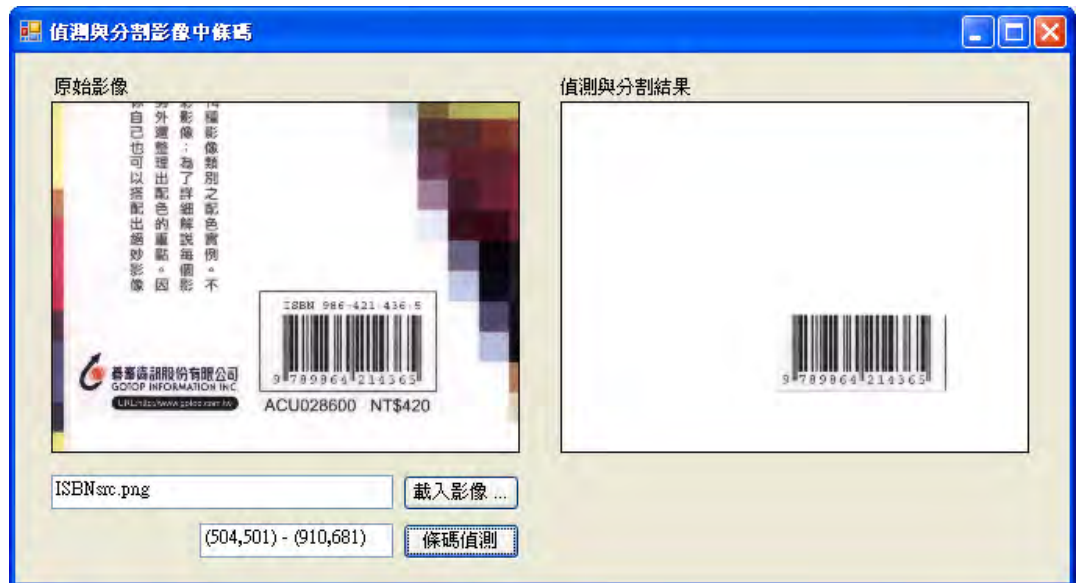 偵測與分割影像中條碼
原始影像
種影像類別之配色實例。不
影像：為了詳細解說每個影
外還整理出配色的重點。因
自己也可以搭配出絕妙影像
ISBN 986-421-436-5
9 789864 214365
碁峯資訊股份有限公司
GOTOP INFORMATION INC
ACU028600 NT$420
偵測與分割結果
9 789864 214365
ISBNsrc.png
載入影像 ...
(504,501) - (910,681)
條碼偵測